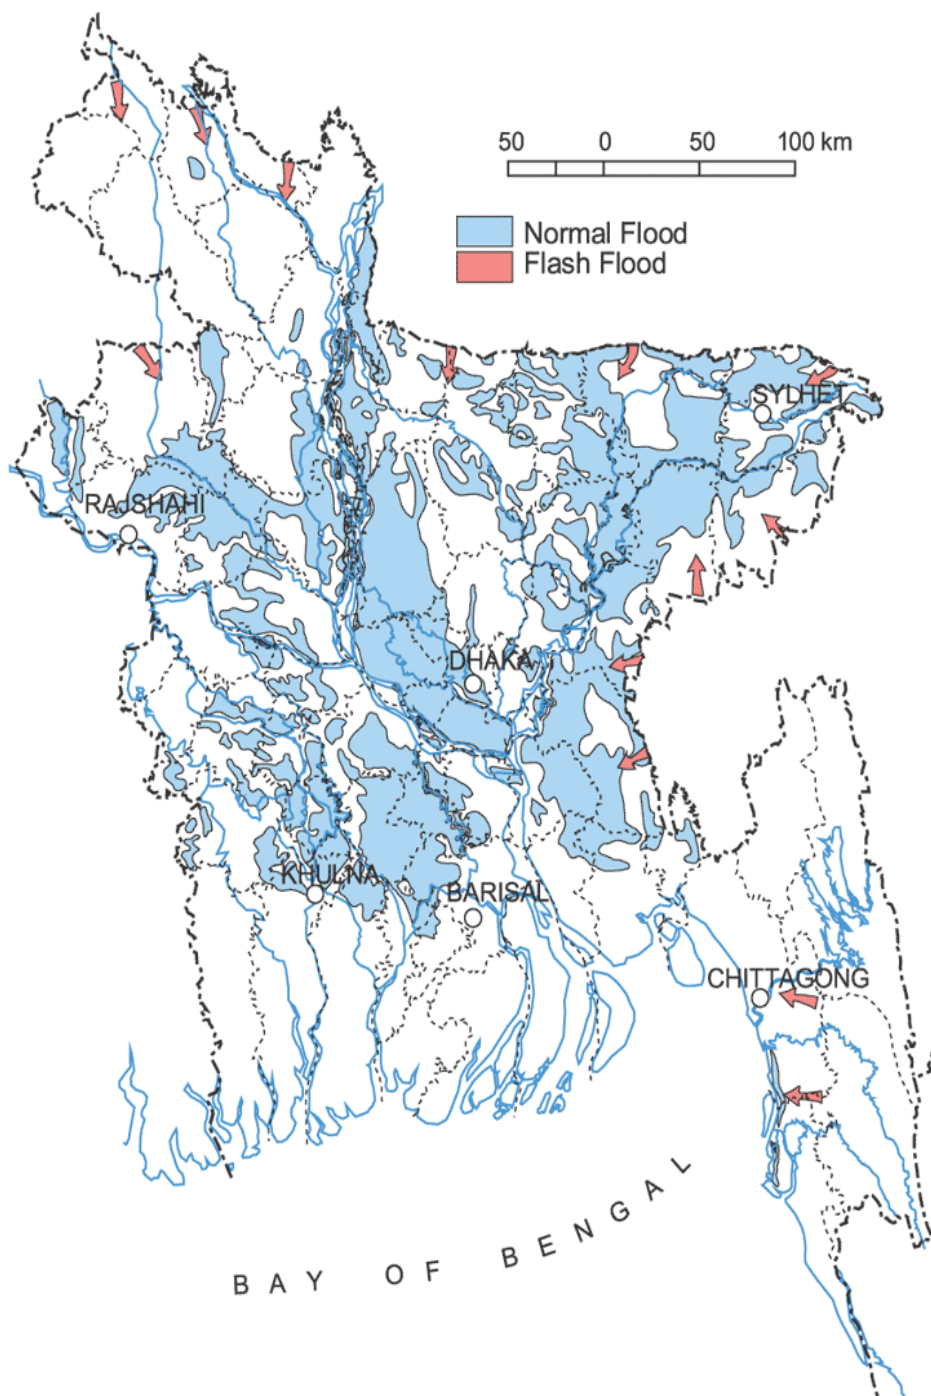 50 0 50 100 km
Normal Flood
Flash Flood
SYLHET
RAJSHAHI
DHAKA
KHULNA
BARISAL
CHITTAGONG
BAY OF BENGAL